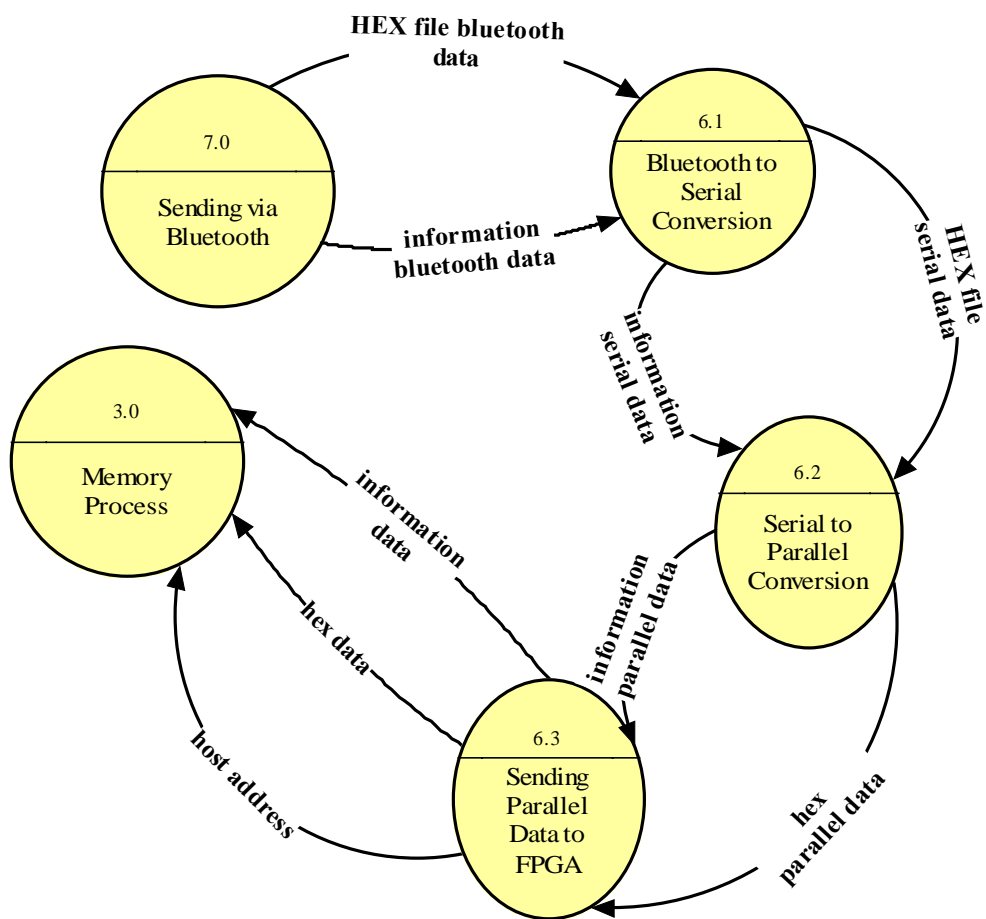 HEX file bluetooth
data
7.0
Sending via
Bluetooth
6.1
Bluetooth to
Serial
Conversion
information
bluetooth data
HEX file
serial data
information
serial data
3.0
Memory
Process
6.2
Serial to
Parallel
Conversion
information
data
hex data
host address
information
parallel data
6.3
Sending
Parallel
Data to
FPGA
hex
parallel data